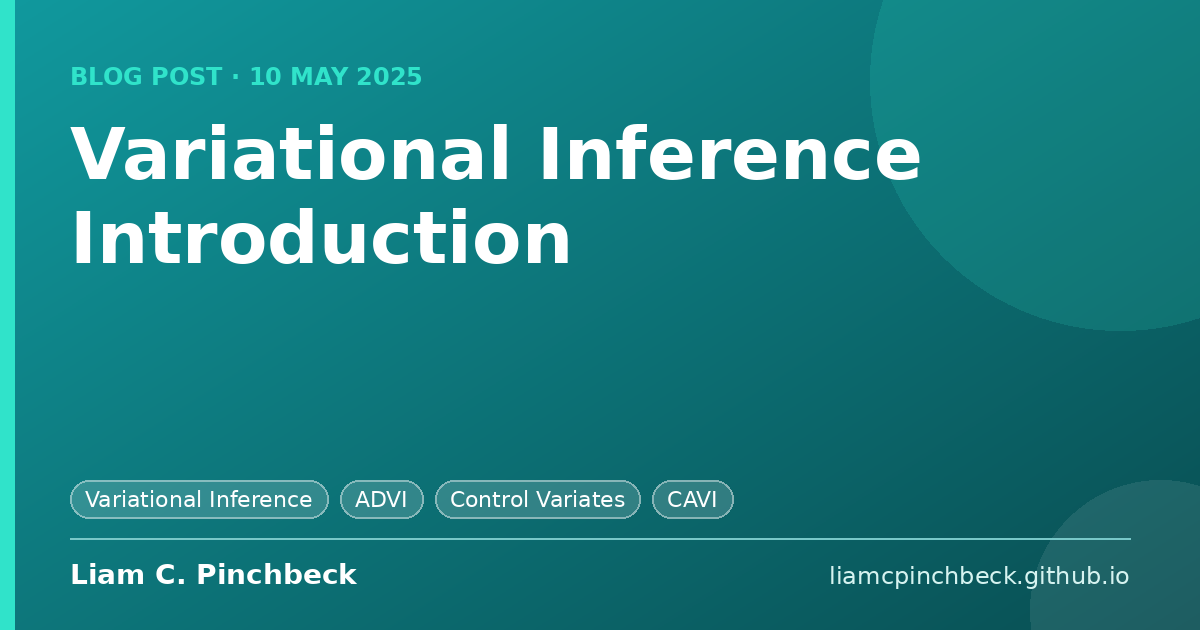 BLOG POST · 10 MAY 2025
Variational Inference
Introduction
Variational Inference
ADVI
Control Variates
CAVI
Liam C. Pinchbeck
liamcpinchbeck.github.io